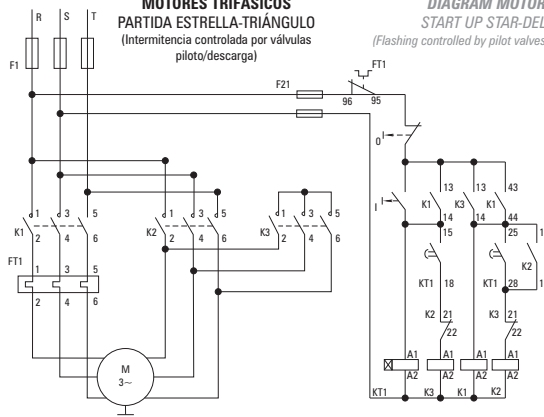 MOTORES TRIFÁSICOS
PARTIDA ESTRELLA-TRIÁNGULO
(Intermitencia controlada por válvulas
piloto/descarga)
DIAGRAM MOTOR
START UP STAR-DEL
(Flashing controlled by pilot valves
R S T
F1
F21
FT1
96 95
0
I
13 13 43
K1 K3 K1
14 14 44
15 25
K2
KT1 18 KT1 28
K2 21 K3 21
22 22
A1 A1 A1 A1
A2 A2 A2 A2
KT1 K3 K1 K2
1 3 5 1 3 5 1 3 5
K1 K2 K3
2 4 6 2 4 6 2 4 6
FT1
1 3 5
2 4 6
M
3~